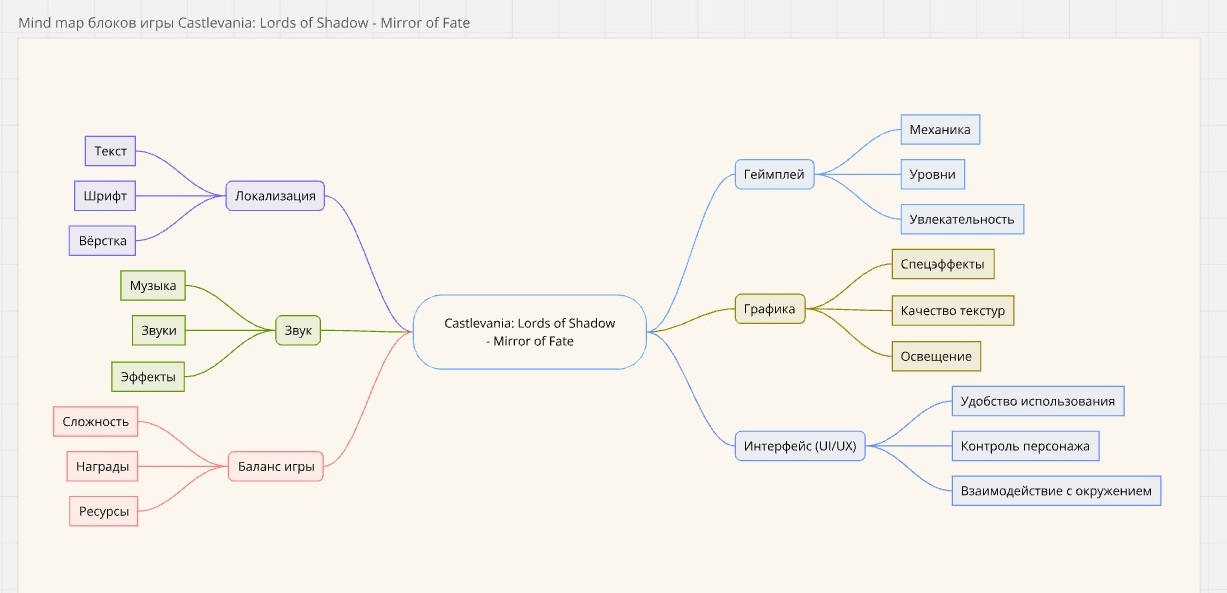 Mind map блоков игры Castlevania: Lords of Shadow - Mirror of Fate
Текст
Шрифт
Вёрстка
Локализация
Музыка
Звуки
Эффекты
Звук
Сложность
Награды
Ресурсы
Баланс игры
Castlevania: Lords of Shadow
- Mirror of Fate
Геймплей
Механика
Уровни
Увлекательность
Графика
Спецэффекты
Качество текстур
Освещение
Интерфейс (UI/UX)
Удобство использования
Контроль персонажа
Взаимодействие с окружением